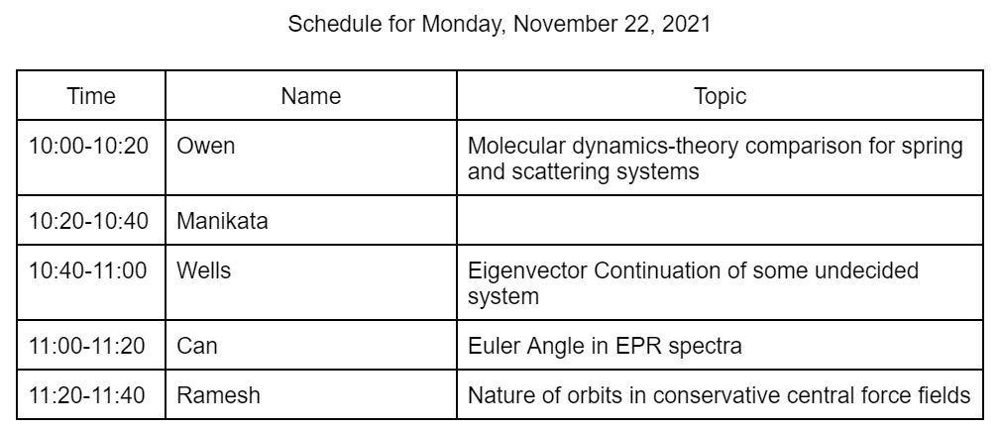 Schedule for Monday, November 22, 2021
Time Name Topic
10:00-10:20 Owen Molecular dynamics-theory comparison for spring
and scattering systems
10:20-10:40 Manikata
10:40-11:00 Wells Eigenvector Continuation of some undecided
system
11:00-11:20 Can Euler Angle in EPR spectra
11:20-11:40 Ramesh Nature of orbits in conservative central force fields